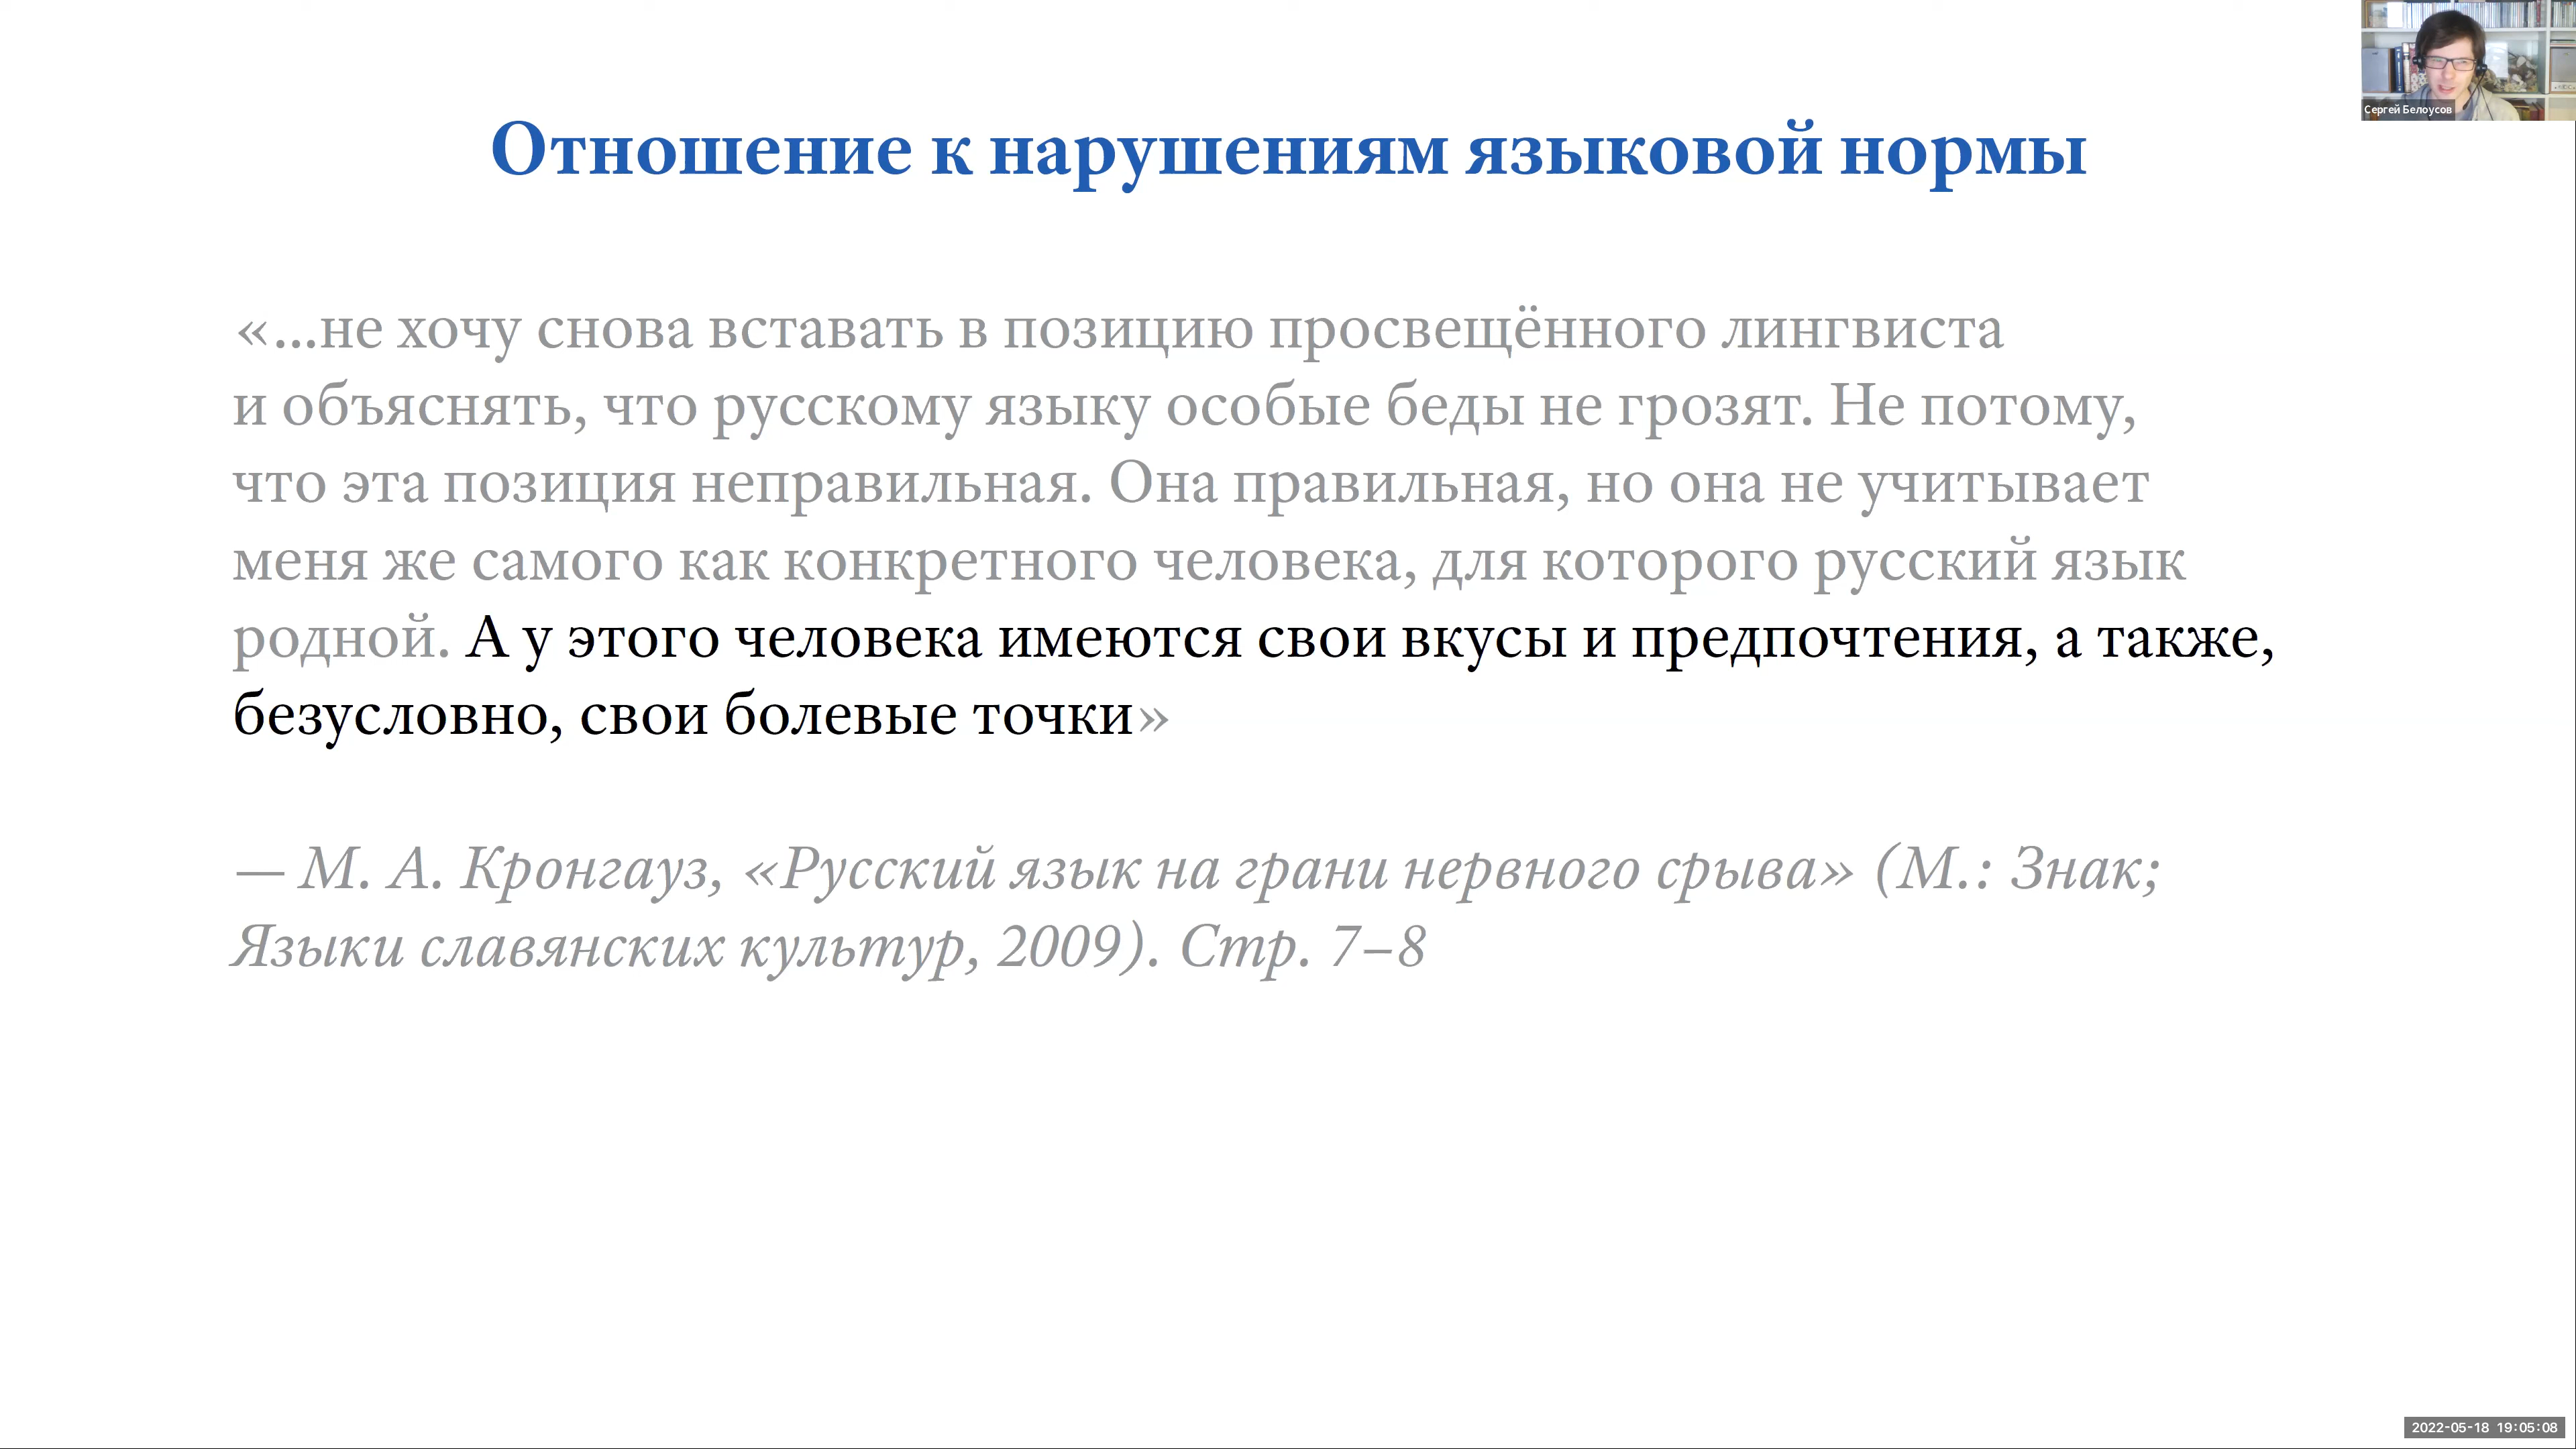 Сергей Белоусов
Отношение к нарушениям языковой нормы
«...не хочу снова вставать в позицию просвещённого лингвиста
и объяснять, что русскому языку особые беды не грозят. Не потому,
что эта позиция неправильная. Она правильная, но она не учитывает
меня же самого как конкретного человека, для которого русский язык
родной. А у этого человека имеются свои вкусы и предпочтения, а также,
безусловно, свои болевые точки»
— М. А. Кронгауз, «Русский язык на грани нервного срыва» (М.: Знак;
Языки славянских культур, 2009). Стр. 7–8
2022-05-18 19:05:08